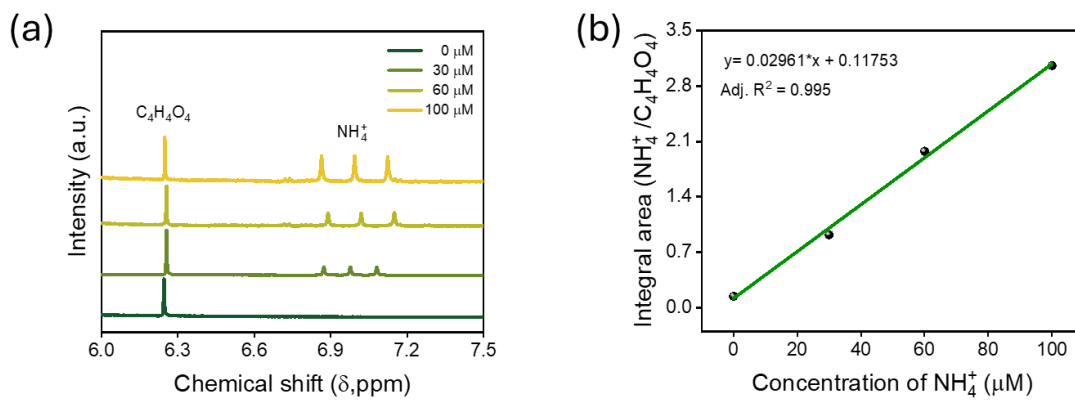 (a)
0 μM
30 μM
60 μM
100 μM
C₄H₄O₄
NH₄⁺
Intensity (a.u.)
6.0 6.3 6.6 6.9 7.2 7.5
Chemical shift (δ,ppm)
(b)
y= 0.02961*x + 0.11753
Adj. R² = 0.995
Integral area (NH₄⁺ /C₄H₄O₄)
3.5
2.8
2.1
1.4
0.7
0.0
0 20 40 60 80 100
Concentration of NH₄⁺ (μM)